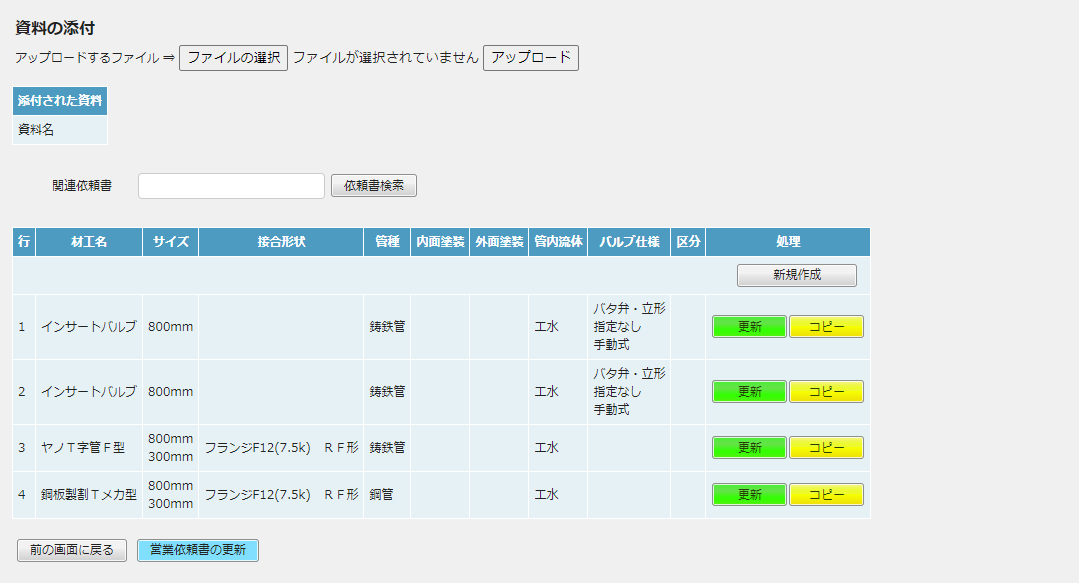 資料の添付
アップロードするファイル ⇒ ファイルの選択 ファイルが選択されていません アップロード
添付された資料
資料名
関連依頼書 依頼書検索
行 材工名 サイズ 接合形状 管種 内面塗装 外面塗装 管内流体 バルブ仕様 区分 処理
新規作成
1 インサートバルブ 800mm 鋳鉄管 工水 バタ弁・立形 更新 コピー
指定なし
手動式
2 インサートバルブ 800mm 鋳鉄管 工水 バタ弁・立形 更新 コピー
指定なし
手動式
3 ヤノT字管F型 800mm フランジF12(7.5k) RF形 鋳鉄管 工水 更新 コピー
300mm
4 鋼板製割Tメカ型 800mm フランジF12(7.5k) RF形 鋼管 工水 更新 コピー
300mm
前の画面に戻る 営業依頼書の更新